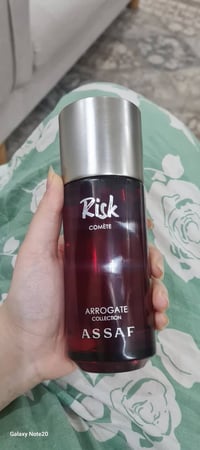 Risk
COMÈTE
ARROGATE
COLLECTION
ASSAF
Galaxy Note20